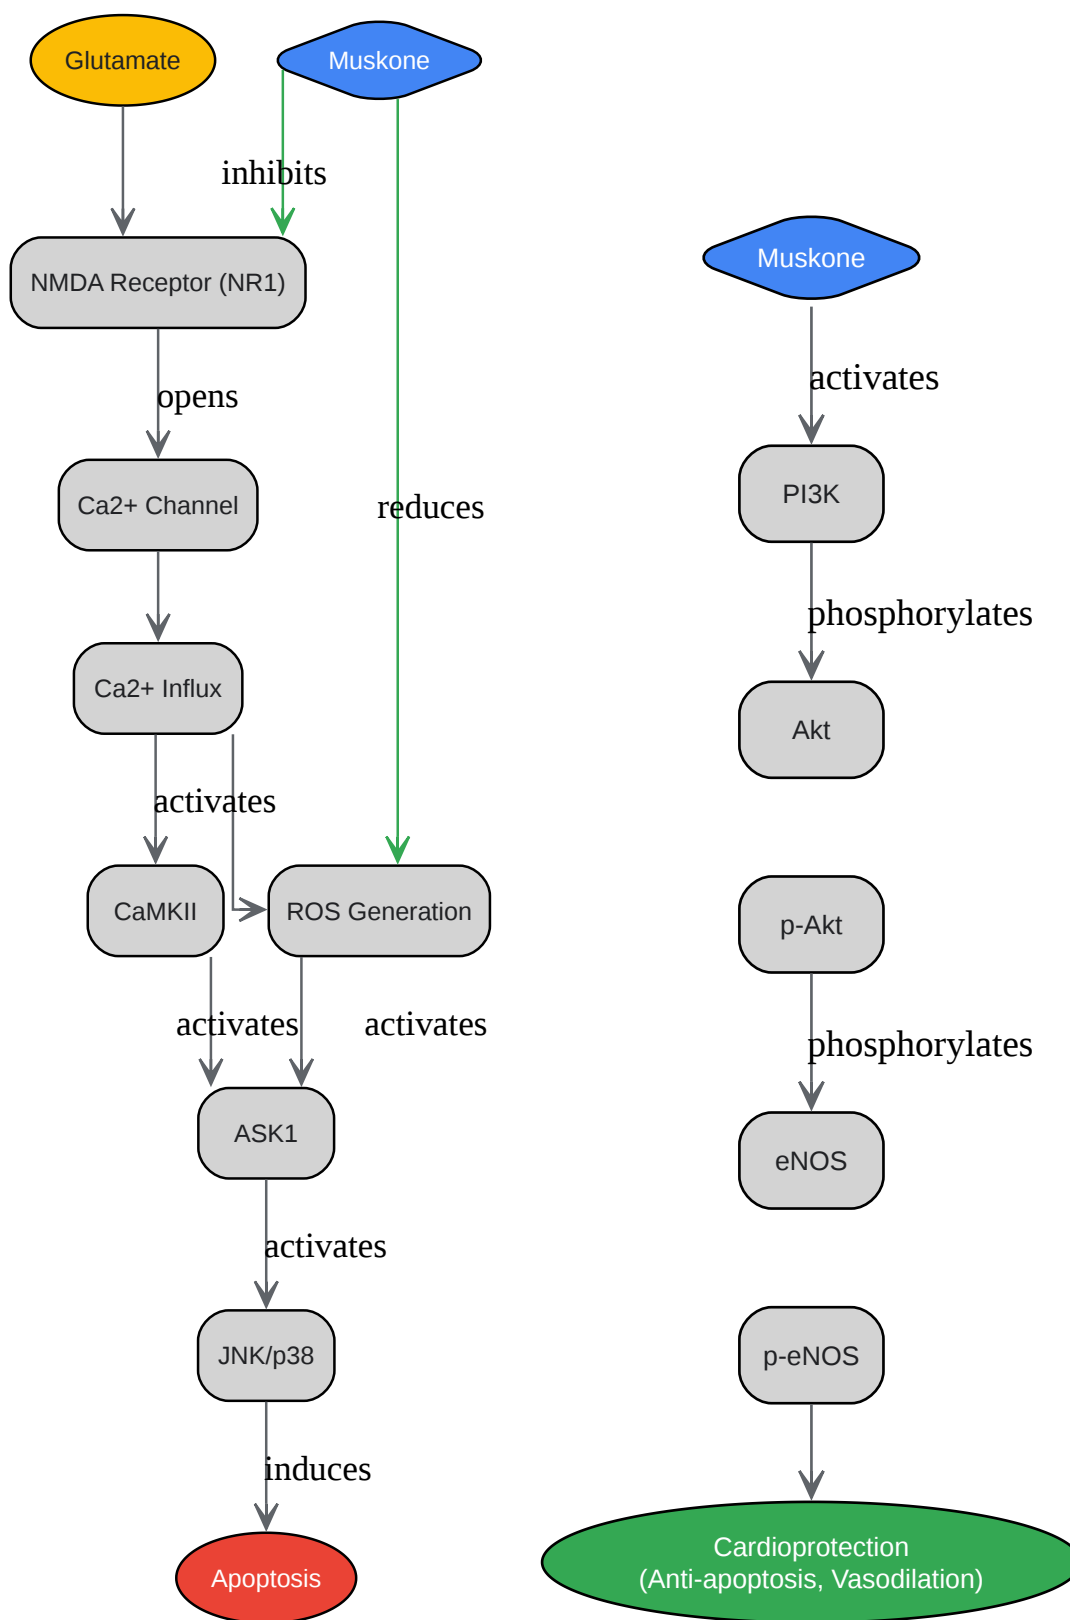 Glutamate
Muskone
inhibits
NMDA Receptor (NR1)
opens
Ca2+ Channel
reduces
Ca2+ Influx
activates
CaMKII
ROS Generation
activates
activates
ASK1
activates
JNK/p38
induces
Apoptosis
Muskone
activates
PI3K
phosphorylates
Akt
p-Akt
phosphorylates
eNOS
p-eNOS
Cardioprotection
(Anti-apoptosis, Vasodilation)